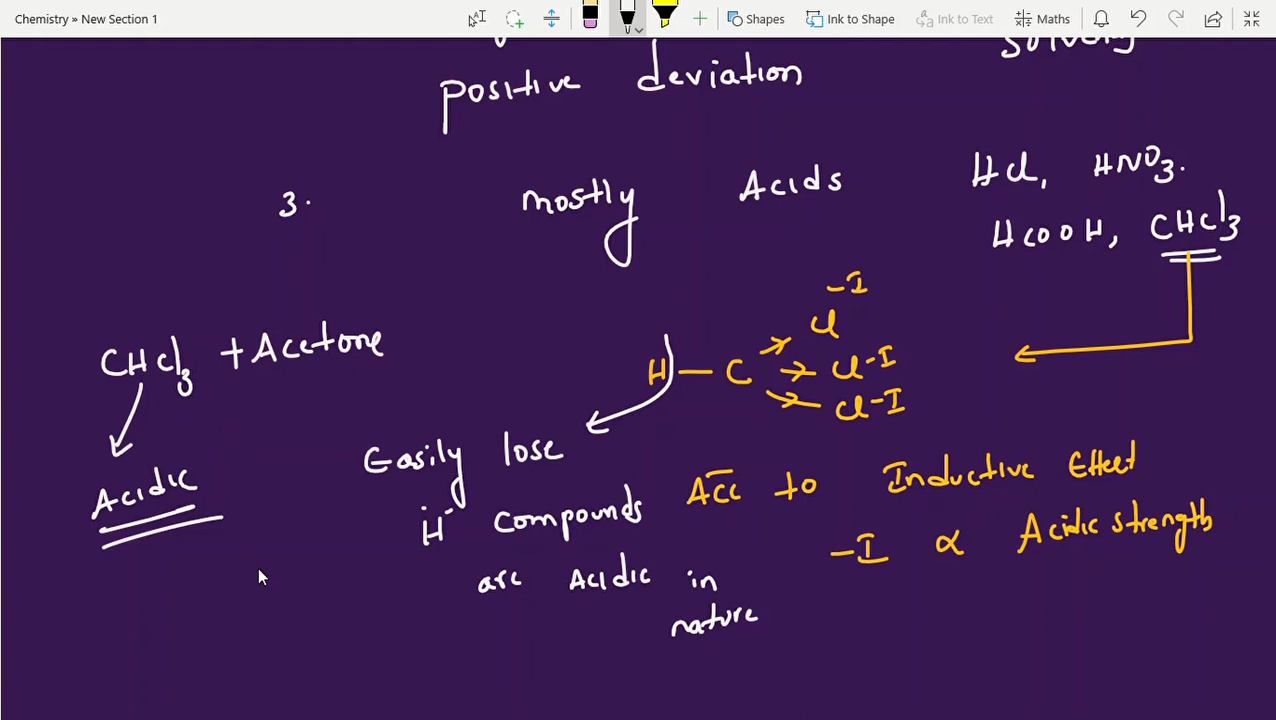 Chemistry » New Section 1
Shapes
Ink to Shape
Ink to Text
Maths
positive deviation
3. mostly Acids HCl, HNO3.
HCOOH, CHCl3
CHCl3 + Acetone
-I
Cl
H — C Cl-I
Cl-I
Acidic
Easily lose
H compounds
are Acidic in
nature
Acc to Inductive Effect
-I ∝ Acidic strength